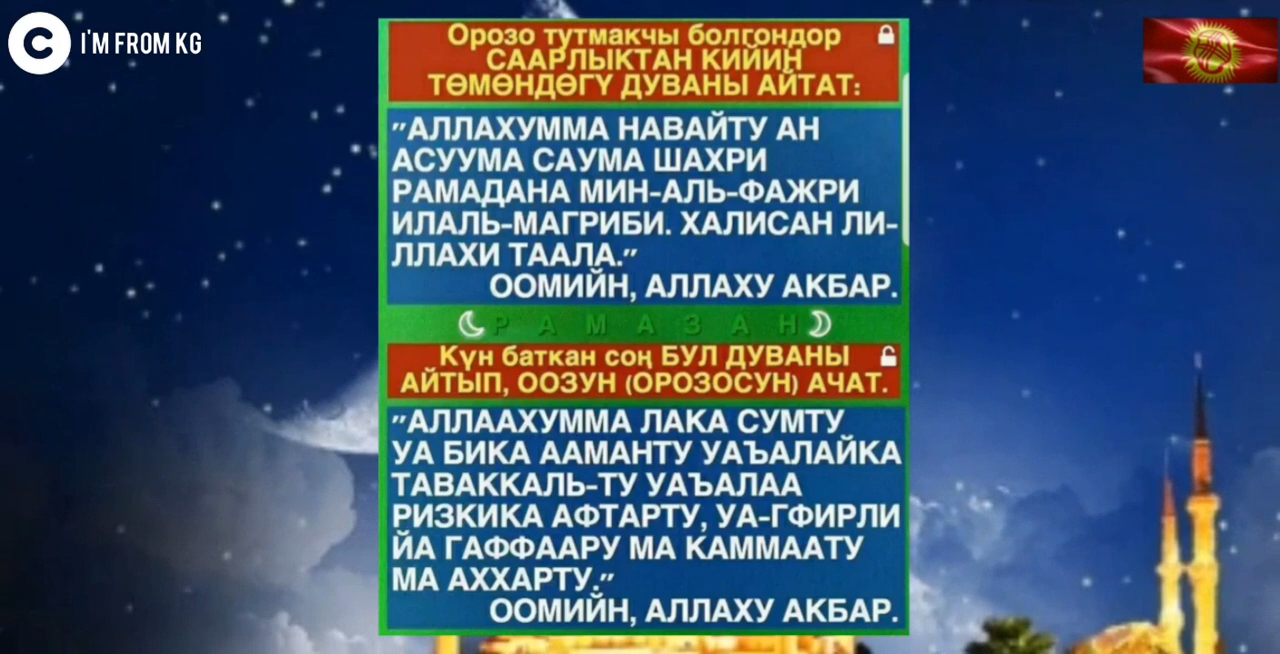 I'M FROM KG
Орозо тутмакчы болгондор
СААРЛЫКТАН КИЙИН
ТӨМӨНДӨГҮ ДУВАНЫ АЙТАТ:
"АЛЛАХУММА НАВАЙТУ АН
АСУУМА САУМА ШАХРИ
РАМАДАНА МИН-АЛЬ-ФАЖРИ
ИЛАЛЬ-МАГРИБИ. ХАЛИСАН ЛИ-
ЛЛАХИ ТААЛА."
ООМИЙН, АЛЛАХУ АКБАР.
РАМАЗАН
Күн баткан соң БУЛ ДУВАНЫ
АЙТЫП, ООЗУН (ОРОЗОСУН) АЧАТ.
"АЛЛААХУММА ЛАКА СУМТУ
УА БИКА ААМАНТУ УАЪАЛАЙКА
ТАВАККАЛЬ-ТУ УАЪАЛАА
РИЗКИКА АФТАРТУ, УА-ГФИРЛИ
ЙА ГАФФААРУ МА КАММААТУ
МА АХХАРТУ."
ООМИЙН, АЛЛАХУ АКБАР.